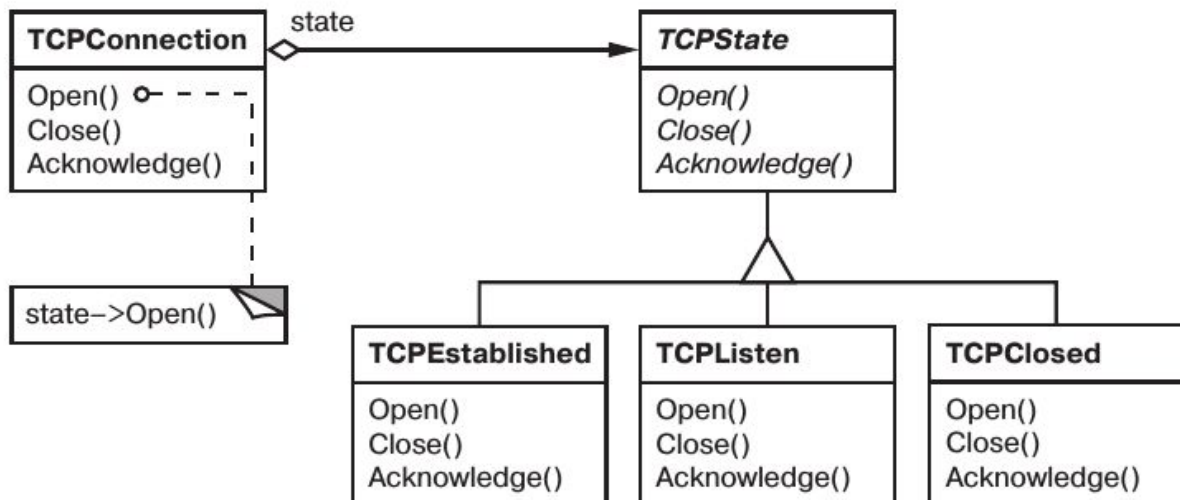 state
TCPConnection
Open()
Close()
Acknowledge()
TCPState
Open()
Close()
Acknowledge()
state->Open()
TCPEstablished
Open()
Close()
Acknowledge()
TCPListen
Open()
Close()
Acknowledge()
TCPClosed
Open()
Close()
Acknowledge()